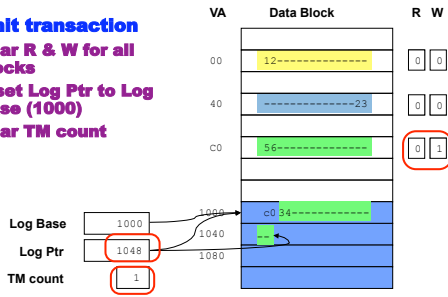 VA Data Block R W
nit transaction
ar R & W for all
ocks
set Log Ptr to Log
se (1000)
ar TM count
00 12-------------- 0 0
40 --------------23 0 0
C0 56-------------- 0 1
Log Base 1000 1000 c0 34------------
Log Ptr 1048 1040 --
1080
TM count 1